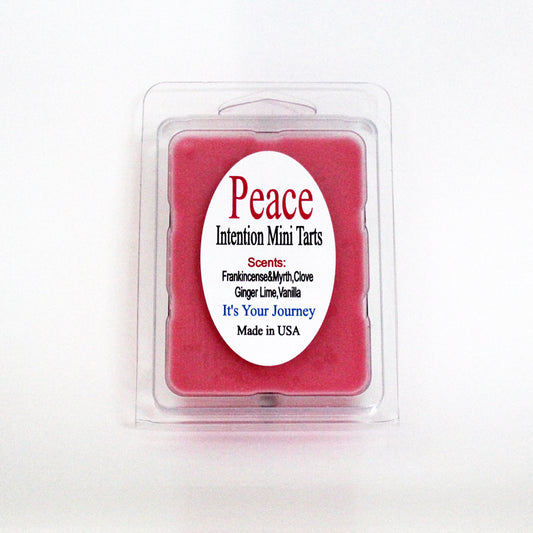 Peace
Intention Mini Tarts
Scents:
Frankincense&Myrth,Clove
Ginger Lime,Vanilla
It's Your Journey
Made in USA